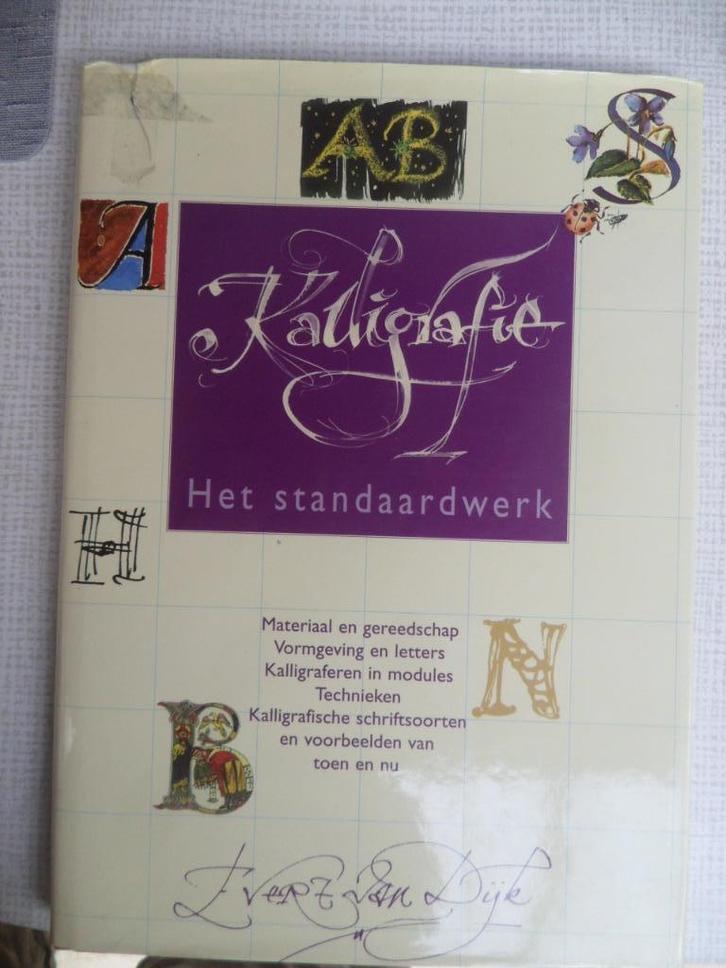 AB
S
A
Kalligrafie
Het standaardwerk
H
Materiaal en gereedschap
Vormgeving en letters
Kalligraferen in modules
Technieken
Kalligrafische schriftsoorten
en voorbeelden van
toen en nu
N
B
Evert van Dijk